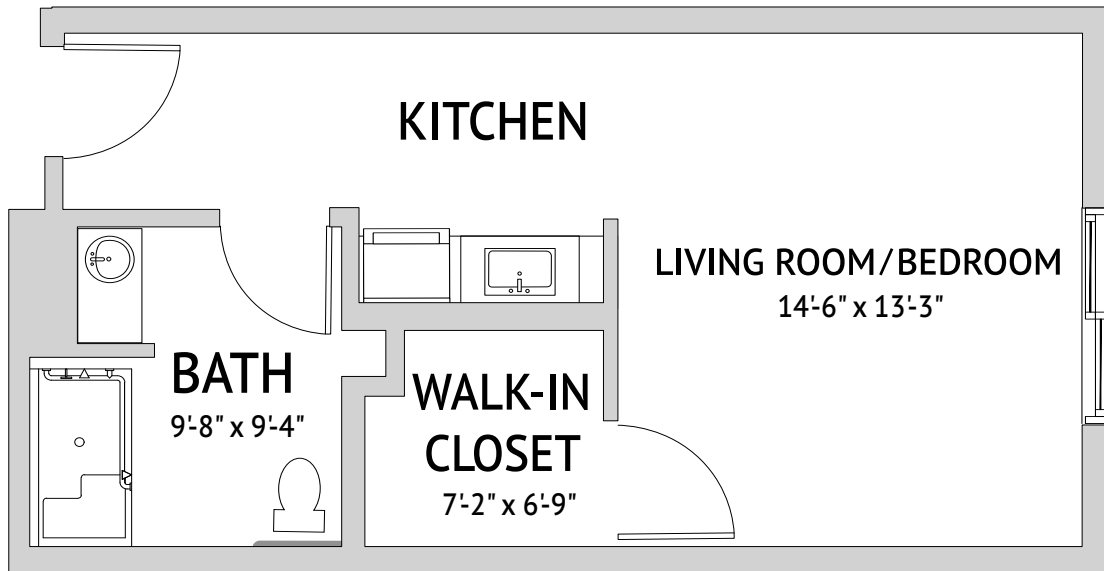 KITCHEN
LIVING ROOM/BEDROOM
14'-6" x 13'-3"
BATH
9'-8" x 9'-4"
WALK-IN
CLOSET
7'-2" x 6'-9"